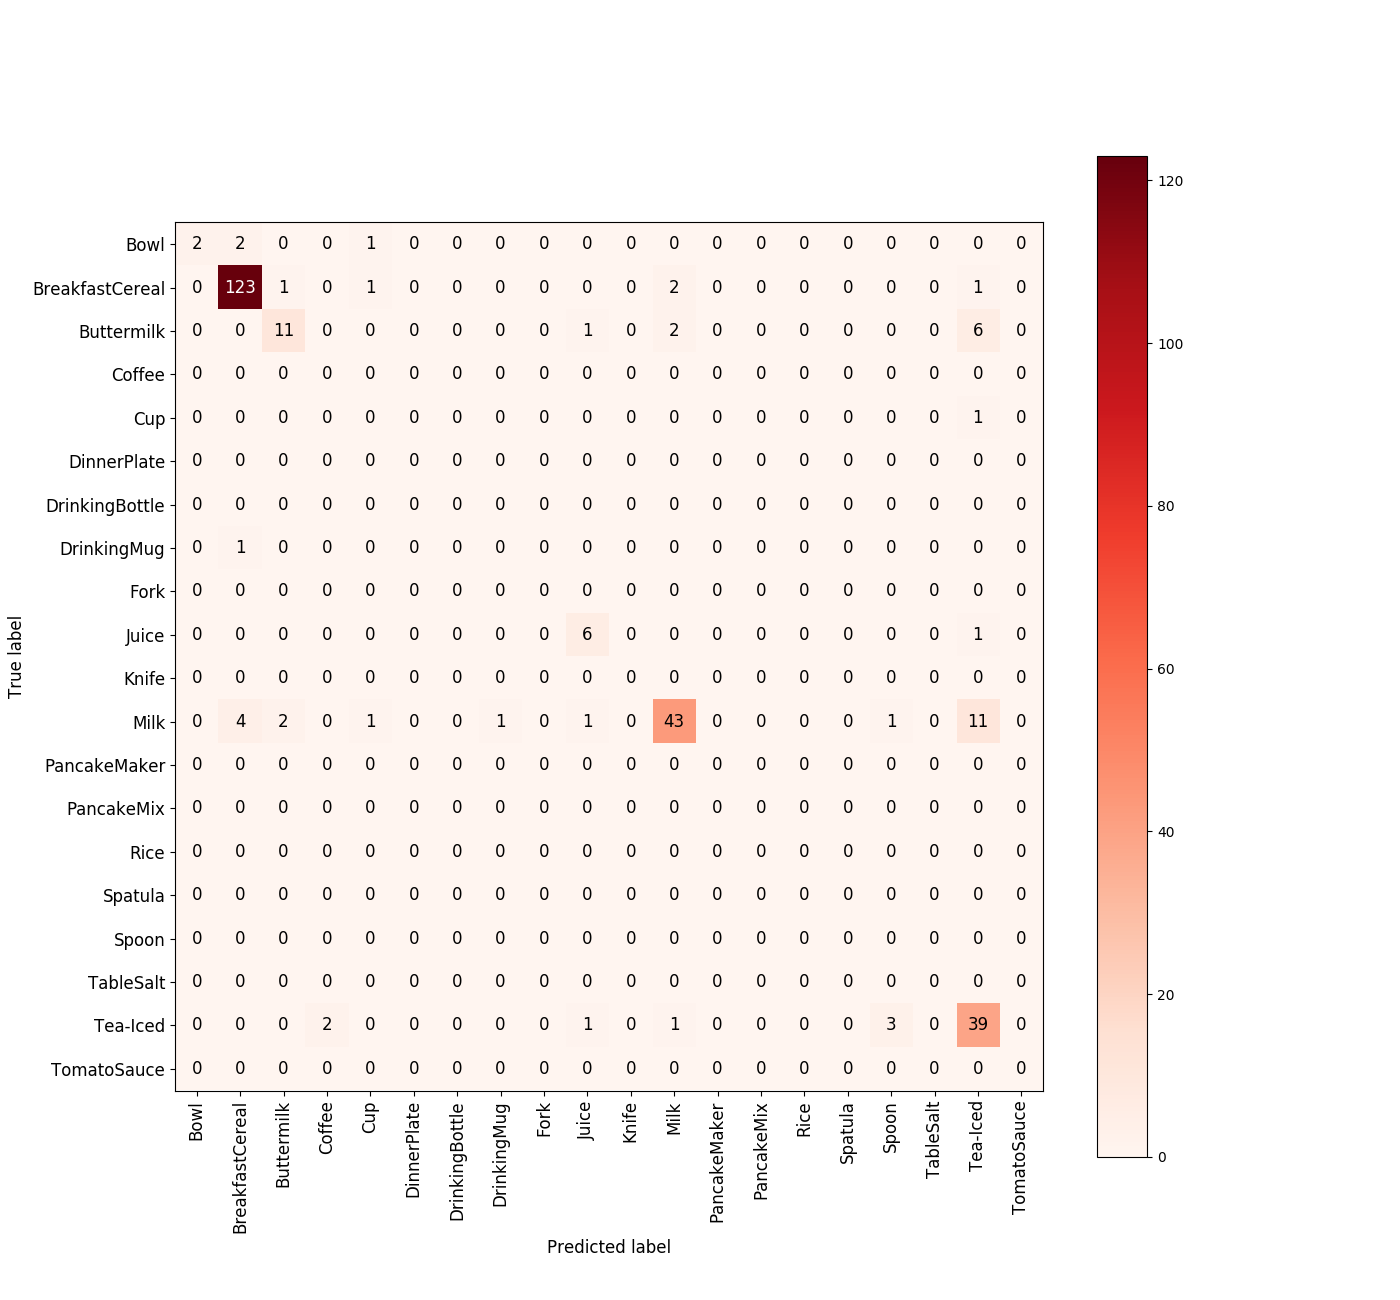 Bowl 2 2 0 0 1 0 0 0 0 0 0 0 0 0 0 0 0 0 0 0
BreakfastCereal 0 123 1 0 1 0 0 0 0 0 0 2 0 0 0 0 0 0 1 0
Buttermilk 0 0 11 0 0 0 0 0 0 1 0 2 0 0 0 0 0 0 6 0
Coffee 0 0 0 0 0 0 0 0 0 0 0 0 0 0 0 0 0 0 0 0
Cup 0 0 0 0 0 0 0 0 0 0 0 0 0 0 0 0 0 0 1 0
DinnerPlate 0 0 0 0 0 0 0 0 0 0 0 0 0 0 0 0 0 0 0 0
DrinkingBottle 0 0 0 0 0 0 0 0 0 0 0 0 0 0 0 0 0 0 0 0
DrinkingMug 0 1 0 0 0 0 0 0 0 0 0 0 0 0 0 0 0 0 0 0
Fork 0 0 0 0 0 0 0 0 0 0 0 0 0 0 0 0 0 0 0 0
Juice 0 0 0 0 0 0 0 0 0 6 0 0 0 0 0 0 0 0 1 0
Knife 0 0 0 0 0 0 0 0 0 0 0 0 0 0 0 0 0 0 0 0
Milk 0 4 2 0 1 0 0 1 0 1 0 43 0 0 0 0 1 0 11 0
PancakeMaker 0 0 0 0 0 0 0 0 0 0 0 0 0 0 0 0 0 0 0 0
PancakeMix 0 0 0 0 0 0 0 0 0 0 0 0 0 0 0 0 0 0 0 0
Rice 0 0 0 0 0 0 0 0 0 0 0 0 0 0 0 0 0 0 0 0
Spatula 0 0 0 0 0 0 0 0 0 0 0 0 0 0 0 0 0 0 0 0
Spoon 0 0 0 0 0 0 0 0 0 0 0 0 0 0 0 0 0 0 0 0
TableSalt 0 0 0 0 0 0 0 0 0 0 0 0 0 0 0 0 0 0 0 0
Tea-Iced 0 0 0 2 0 0 0 0 0 1 0 1 0 0 0 0 3 0 39 0
TomatoSauce 0 0 0 0 0 0 0 0 0 0 0 0 0 0 0 0 0 0 0 0
True label
Bowl
BreakfastCereal
Buttermilk
Coffee
Cup
DinnerPlate
DrinkingBottle
DrinkingMug
Fork
Juice
Knife
Milk
PancakeMaker
PancakeMix
Rice
Spatula
Spoon
TableSalt
Tea-Iced
TomatoSauce
Predicted label
120
100
80
60
40
20
0